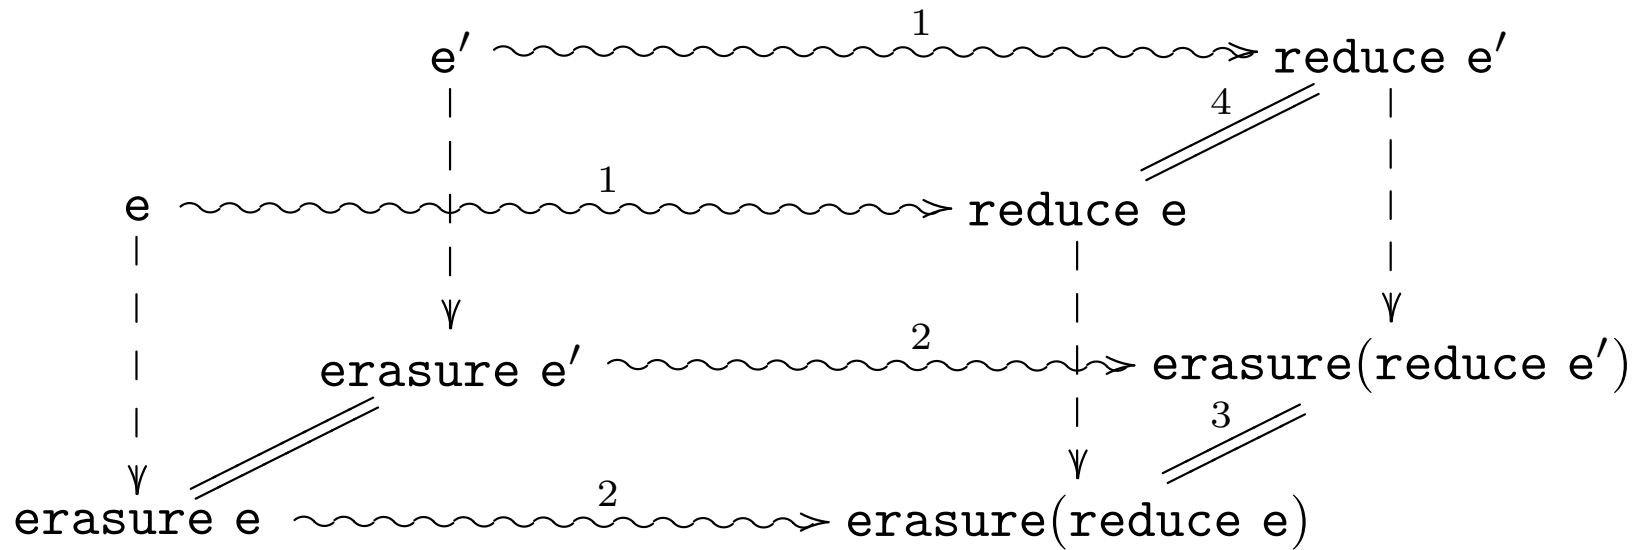 1
e′ reduce e′
4
1
e reduce e
2
erasure e′ erasure(reduce e′)
3
2
erasure e erasure(reduce e)